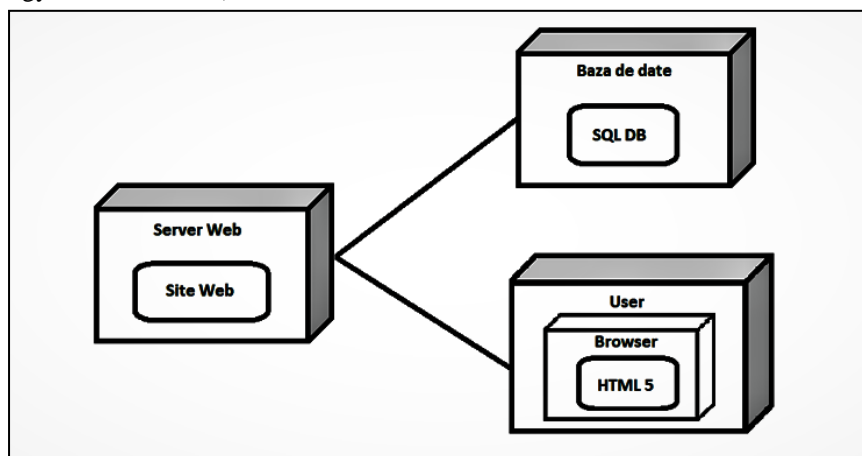 Baza de date
SQL DB
Server Web
Site Web
User
Browser
HTML 5